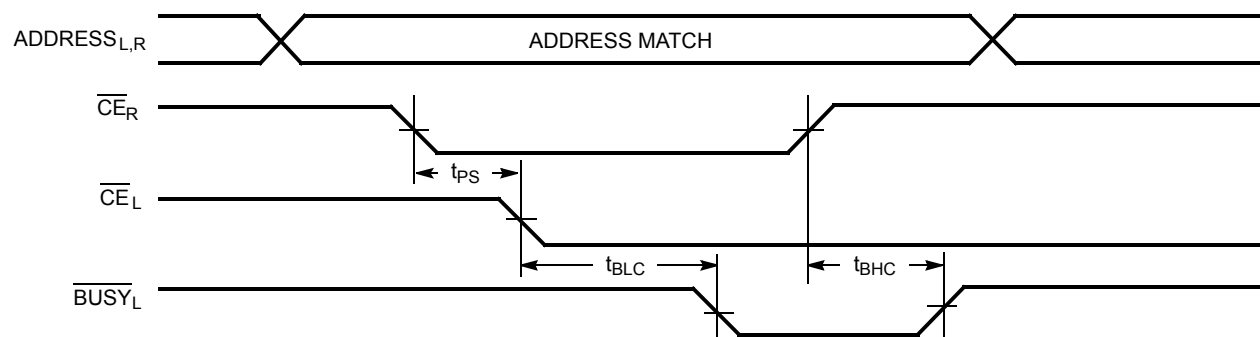 ADDRESSL,R
ADDRESS MATCH
CER
tPS
CEL
tBLC
tBHC
BUSYL